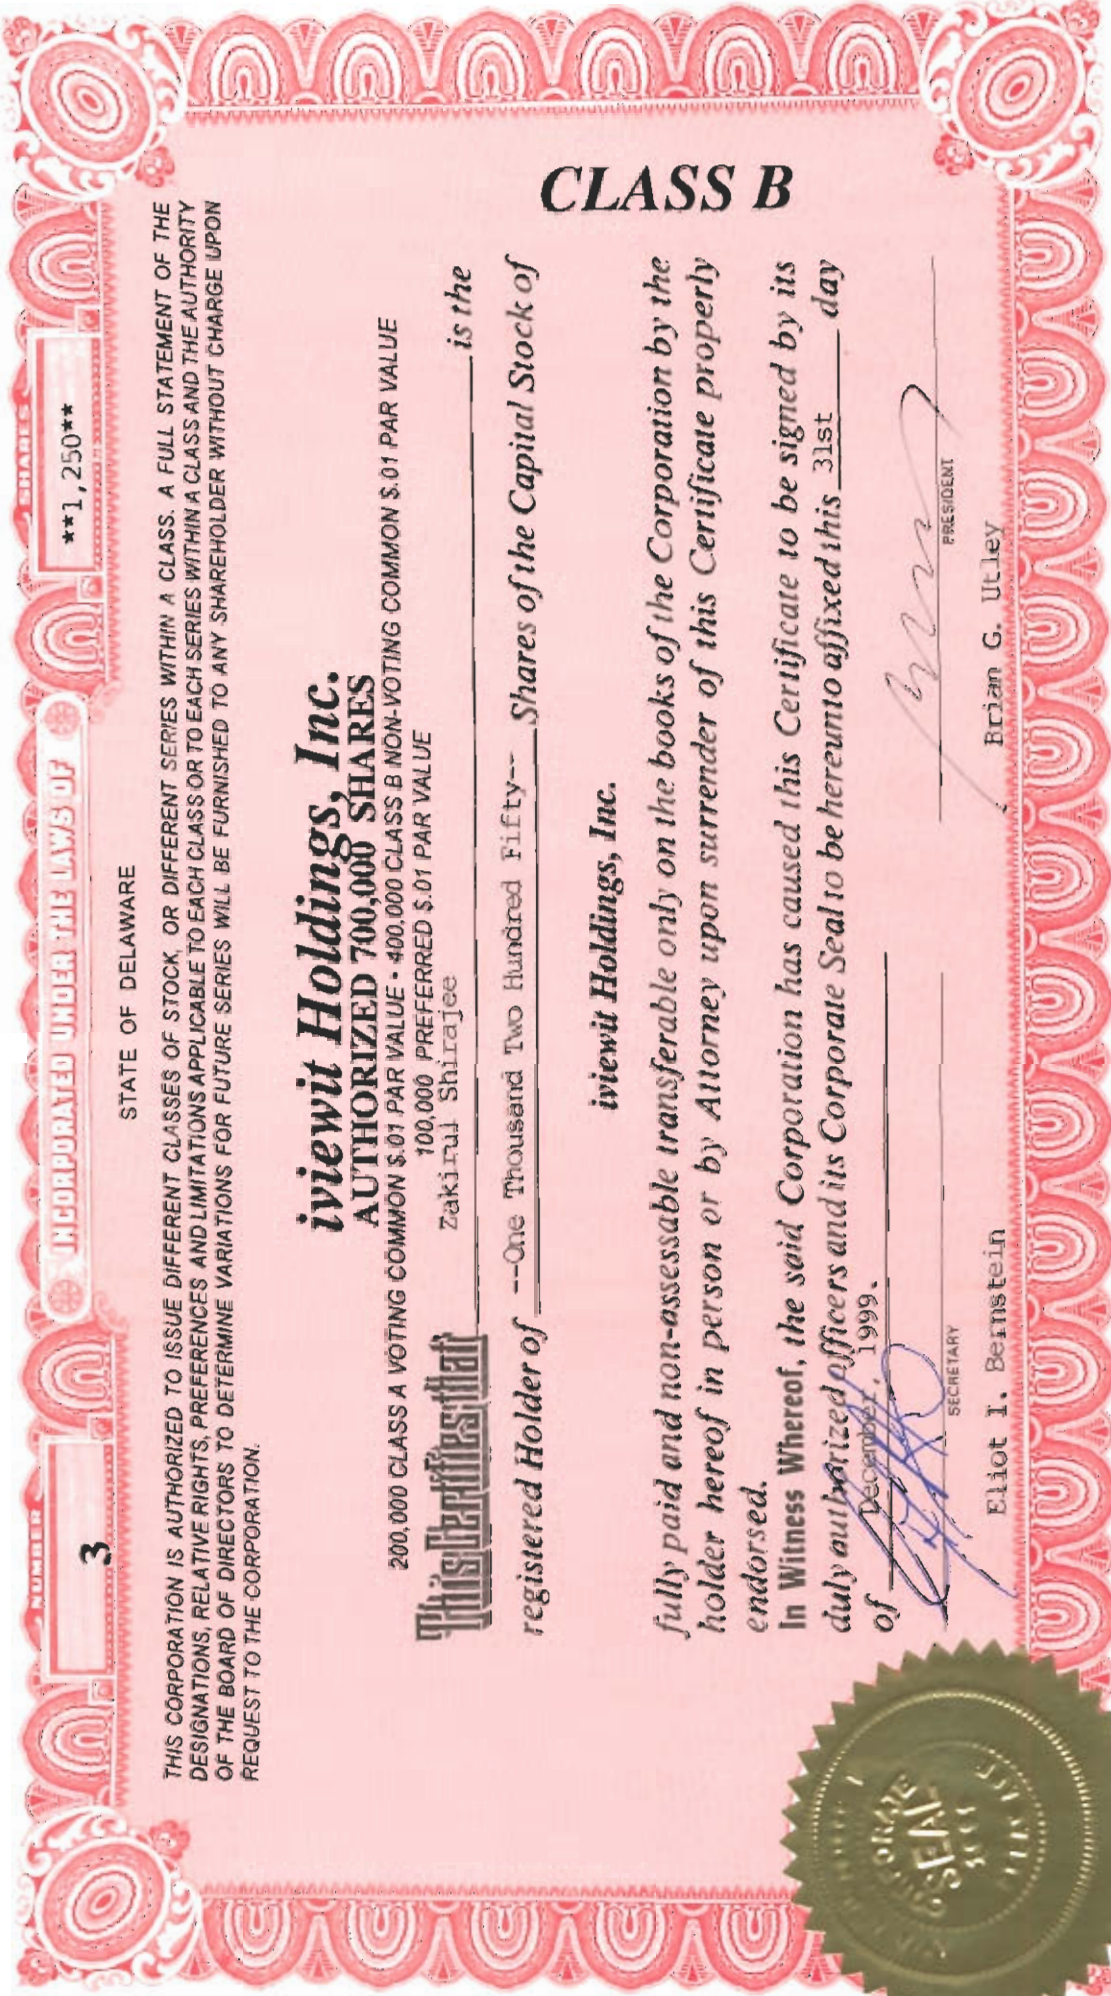 NUMBER
3
INCORPORATED UNDER THE LAWS OF
SHARES
**1,250**
STATE OF DELAWARE
THIS CORPORATION IS AUTHORIZED TO ISSUE DIFFERENT CLASSES OF STOCK, OR DIFFERENT SERIES WITHIN A CLASS. A FULL STATEMENT OF THE
DESIGNATIONS, RELATIVE RIGHTS, PREFERENCES AND LIMITATIONS APPLICABLE TO EACH CLASS OR TO EACH SERIES WITHIN A CLASS AND THE AUTHORITY
OF THE BOARD OF DIRECTORS TO DETERMINE VARIATIONS FOR FUTURE SERIES WILL BE FURNISHED TO ANY SHAREHOLDER WITHOUT CHARGE UPON
REQUEST TO THE CORPORATION.
iviewit Holdings, Inc.
AUTHORIZED 700,000 SHARES
200,000 CLASS A VOTING COMMON $.01 PAR VALUE - 400,000 CLASS B NON-VOTING COMMON $.01 PAR VALUE
100,000 PREFERRED $.01 PAR VALUE
This Certifies that Zakirul Shirajee is the
registered Holder of --One Thousand Two Hundred Fifty-- Shares of the Capital Stock of
CLASS B
iviewit Holdings, Inc.
fully paid and non-assessable transferable only on the books of the Corporation by the
holder hereof in person or by Attorney upon surrender of this Certificate properly
endorsed.
In Witness Whereof, the said Corporation has caused this Certificate to be signed by its
duly authorized officers and its Corporate Seal to be hereunto affixed this 31st day
of December, 1999.
SECRETARY
PRESIDENT
Eliot I. Bernstein
Brian G. Utley
SEAL